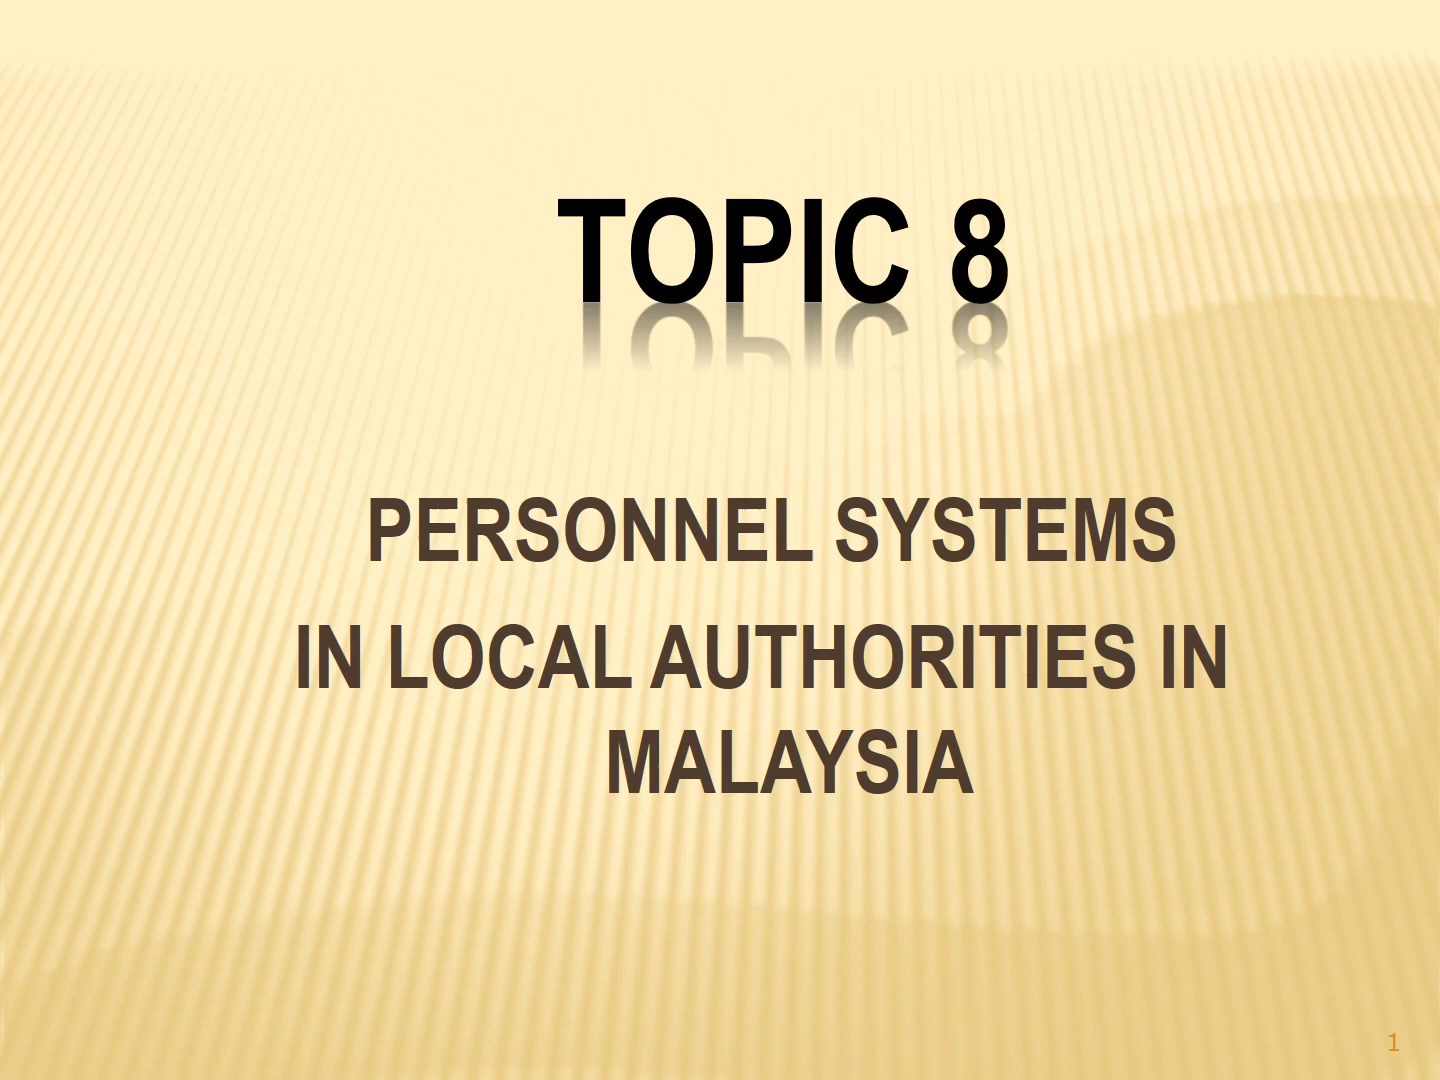 TOPIC 8
PERSONNEL SYSTEMS
IN LOCAL AUTHORITIES IN
MALAYSIA
1